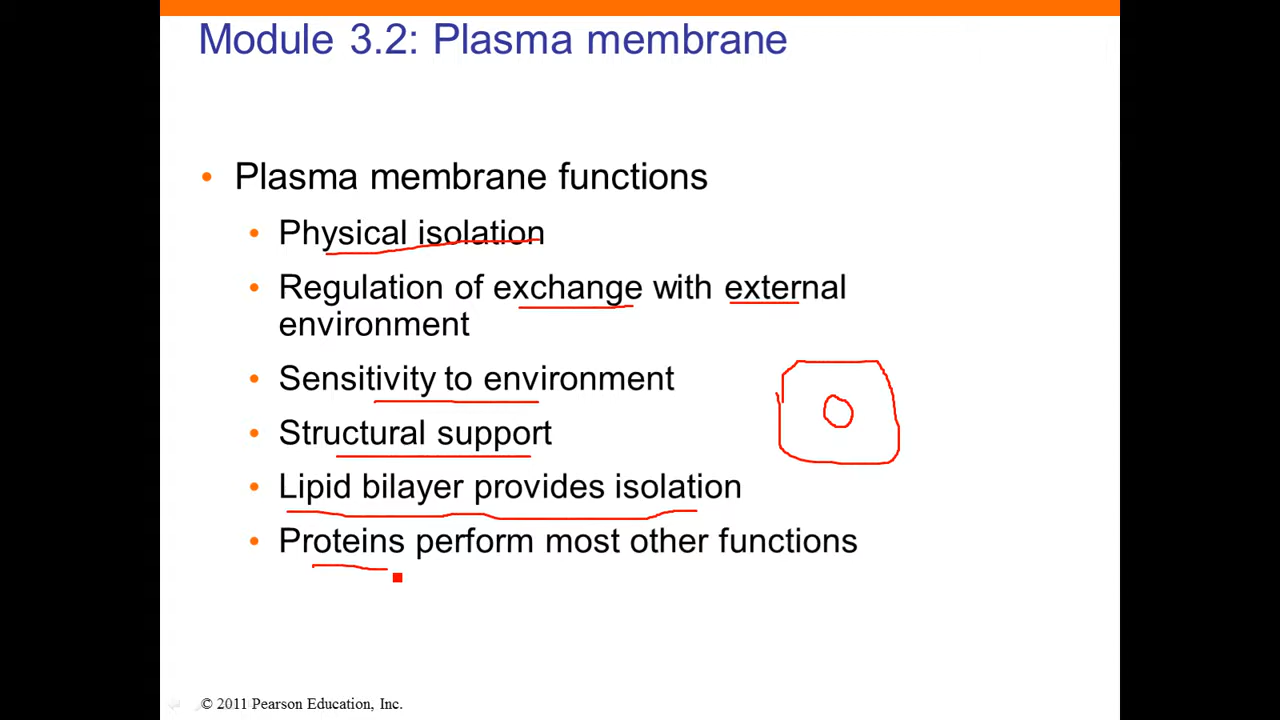 Module 3.2: Plasma membrane
• Plasma membrane functions
• Physical isolation
• Regulation of exchange with external
environment
• Sensitivity to environment
• Structural support
• Lipid bilayer provides isolation
• Proteins perform most other functions
© 2011 Pearson Education, Inc.